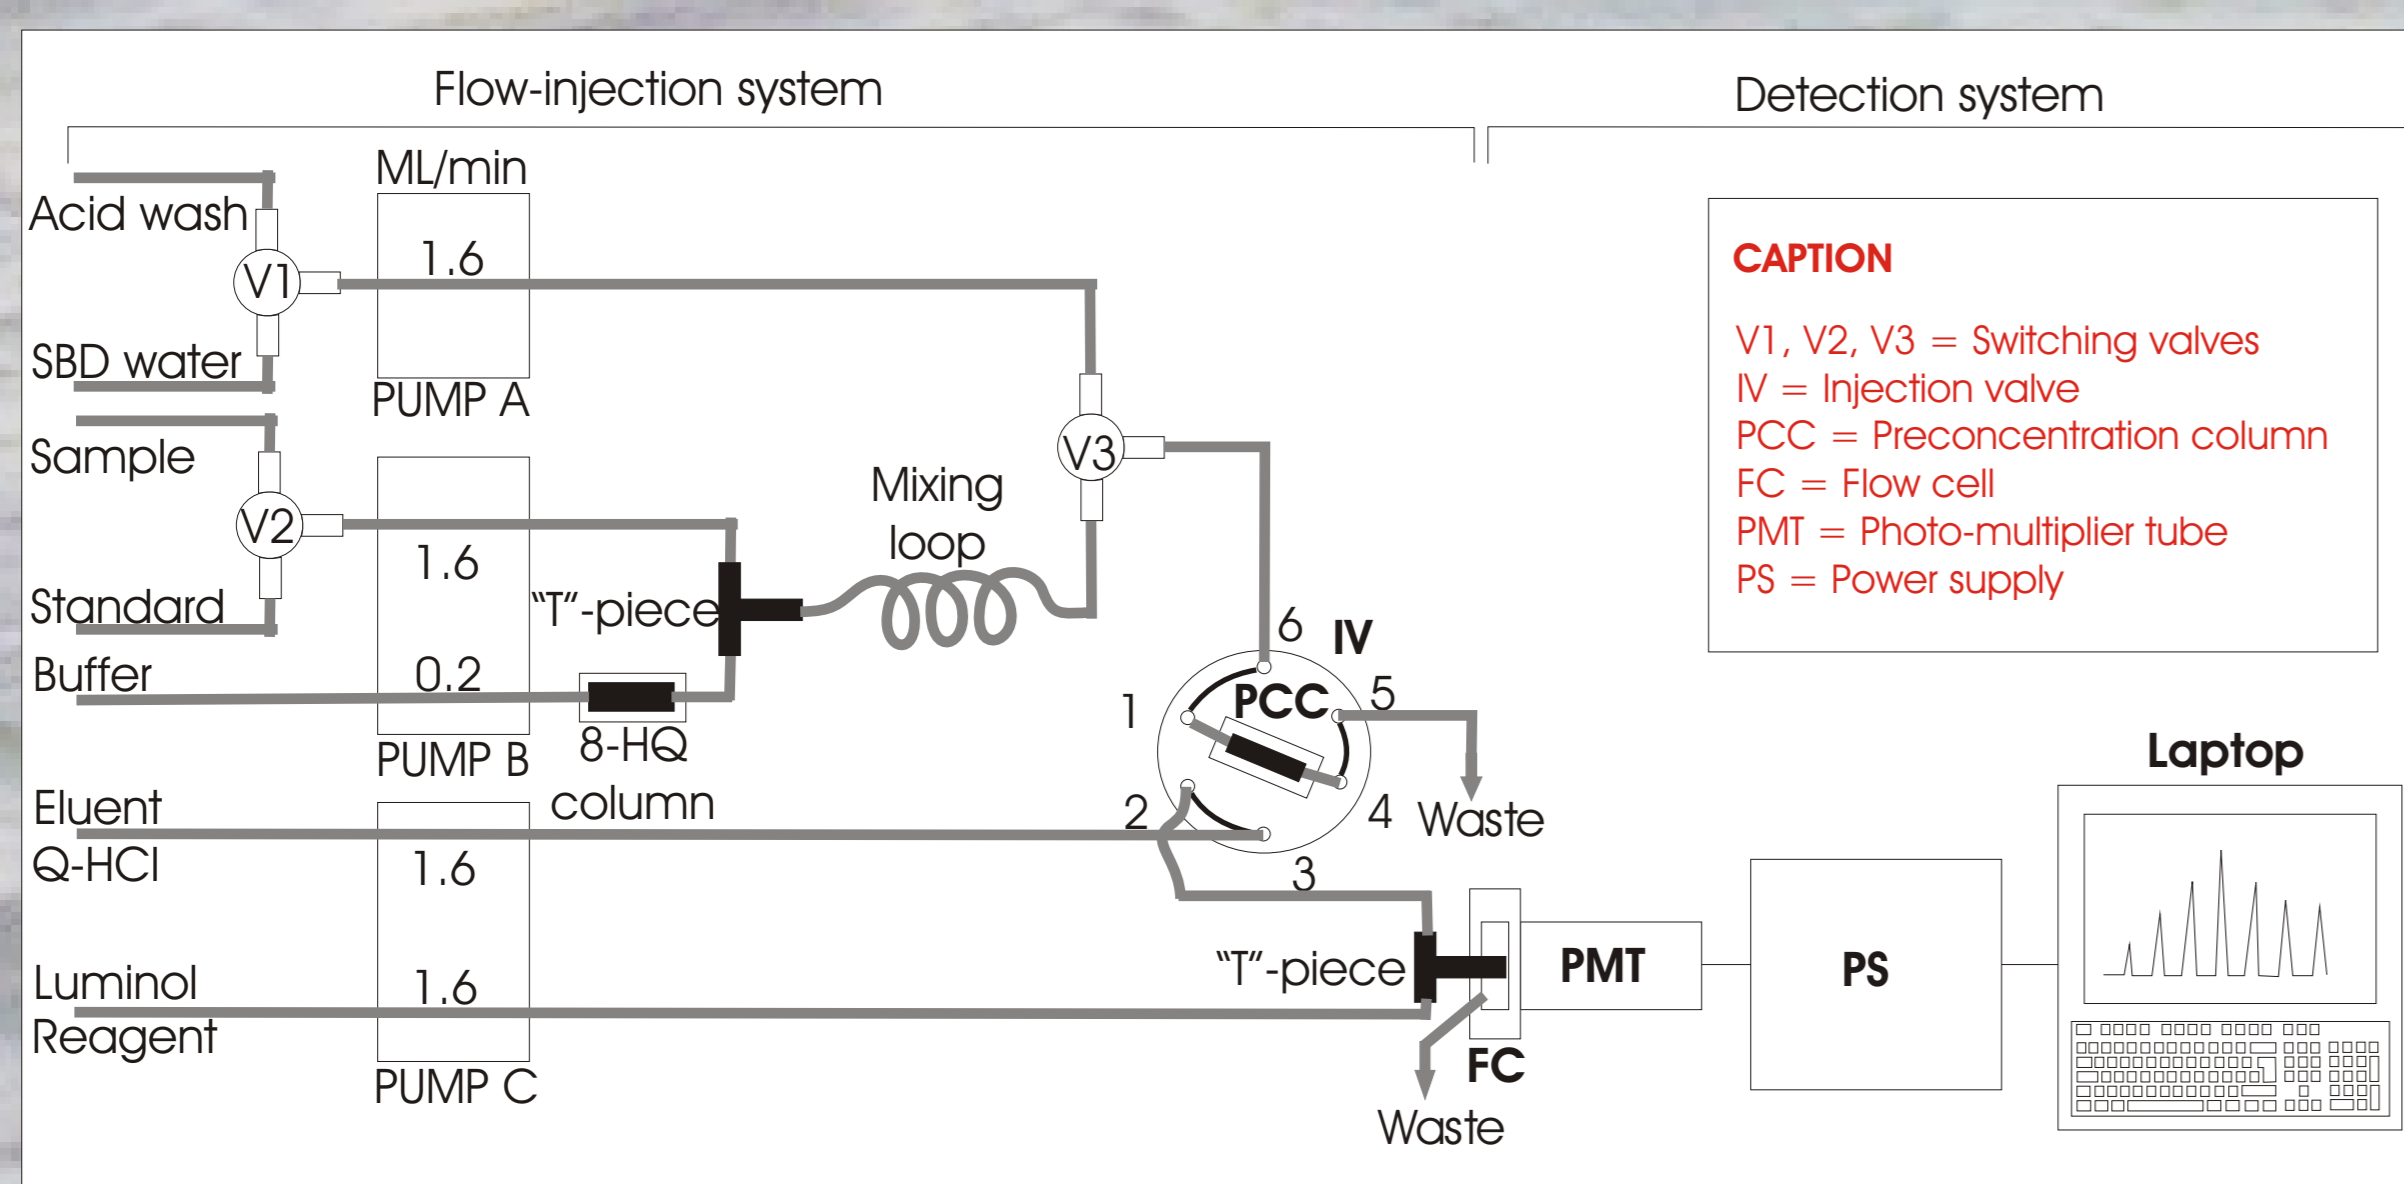 Flow-injection system
Detection system
ML/min
Acid wash
1.6
V1
SBD water
PUMP A
Sample
V2
1.6
Standard
"T"-piece
Mixing
loop
V3
Buffer
0.2
PUMP B
8-HQ
column
Eluent
Q-HCl
1.6
Luminol
Reagent
1.6
PUMP C
6
IV
1
PCC
5
2
4
Waste
3
"T"-piece
FC
Waste
PMT
PS
Laptop
CAPTION
V1, V2, V3 = Switching valves
IV = Injection valve
PCC = Preconcentration column
FC = Flow cell
PMT = Photo-multiplier tube
PS = Power supply